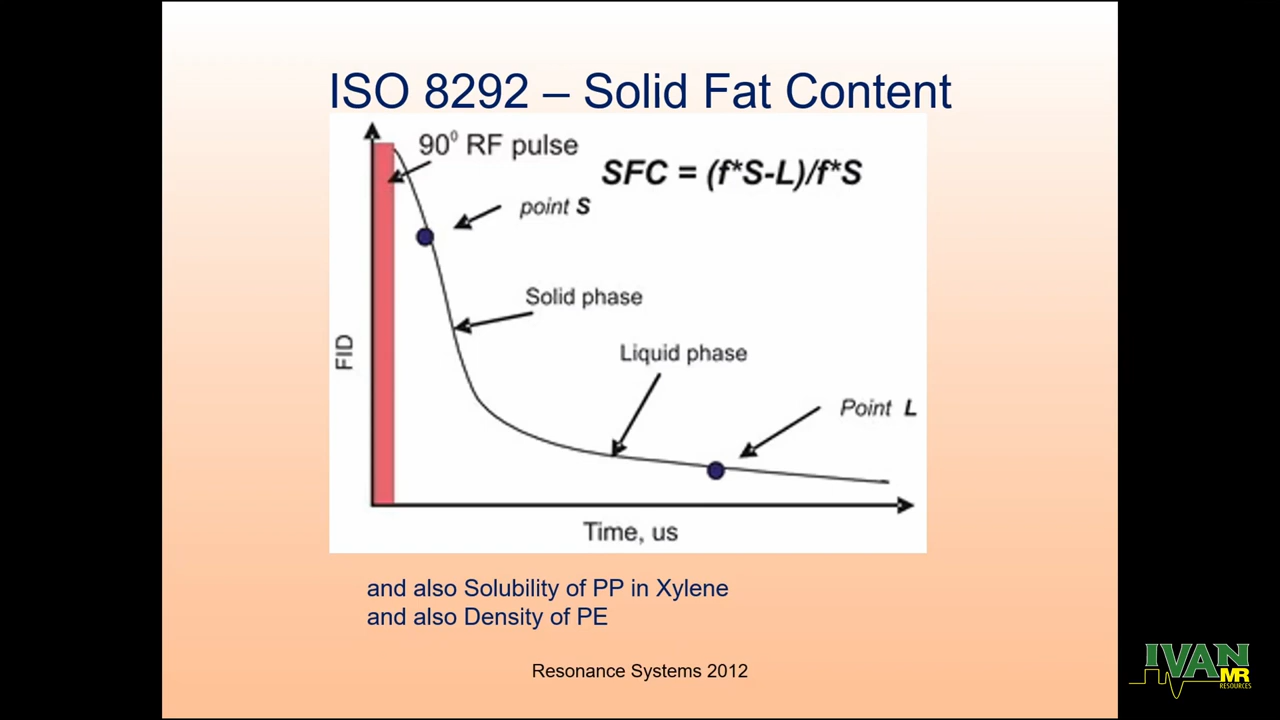 ISO 8292 – Solid Fat Content
90⁰ RF pulse
SFC = (f*S-L)/f*S
point S
Solid phase
Liquid phase
Point L
FID
Time, us
and also Solubility of PP in Xylene
and also Density of PE
Resonance Systems 2012
IVAN
MR
RESOURCES